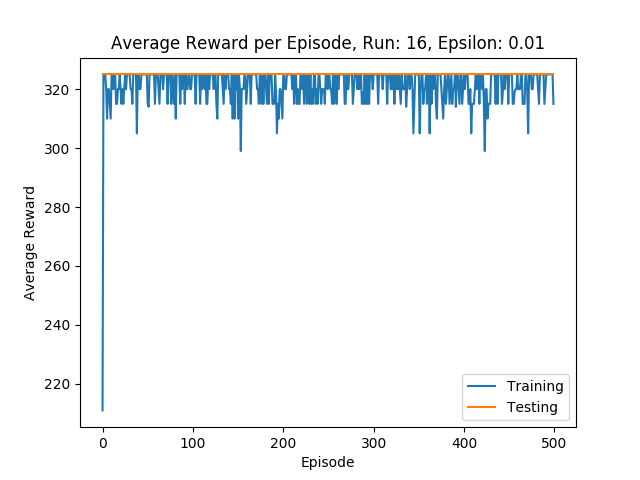 Average Reward per Episode, Run: 16, Epsilon: 0.01
Average Reward
320
300
280
260
240
220
0 100 200 300 400 500
Episode
Training
Testing